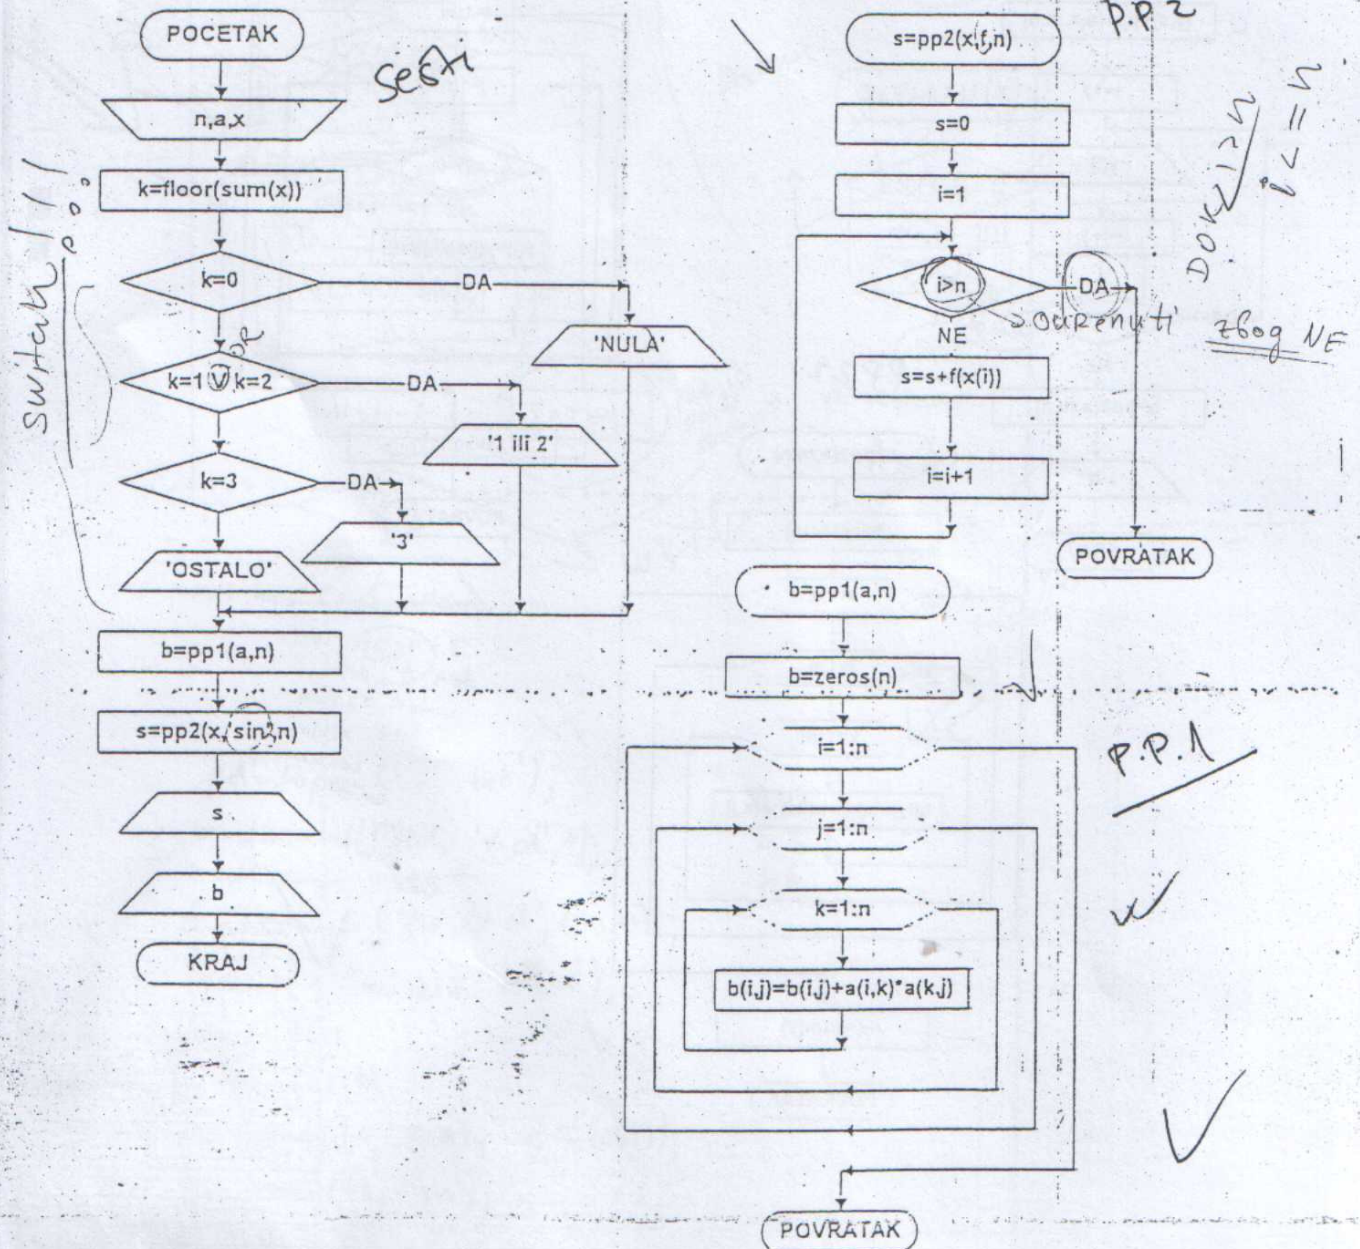 POCETAK
n,a,x
k=floor(sum(x))
k=0
DA
'NULA'
k=1 V k=2
OR
DA
'1 ili 2'
k=3
DA
'3'
'OSTALO'
b=pp1(a,n)
s=pp2(x,'sin',n)
s
b
KRAJ
switch
p.p.2
s=pp2(x,f,n)
s=0
i=1
i>n
DA
NE
s=s+f(x(i))
i=i+1
POVRATAK
i<=n
zbog NE
b=pp1(a,n)
b=zeros(n)
i=1:n
j=1:n
k=1:n
b(i,j)=b(i,j)+a(i,k)*a(k,j)
POVRATAK
P.P.1